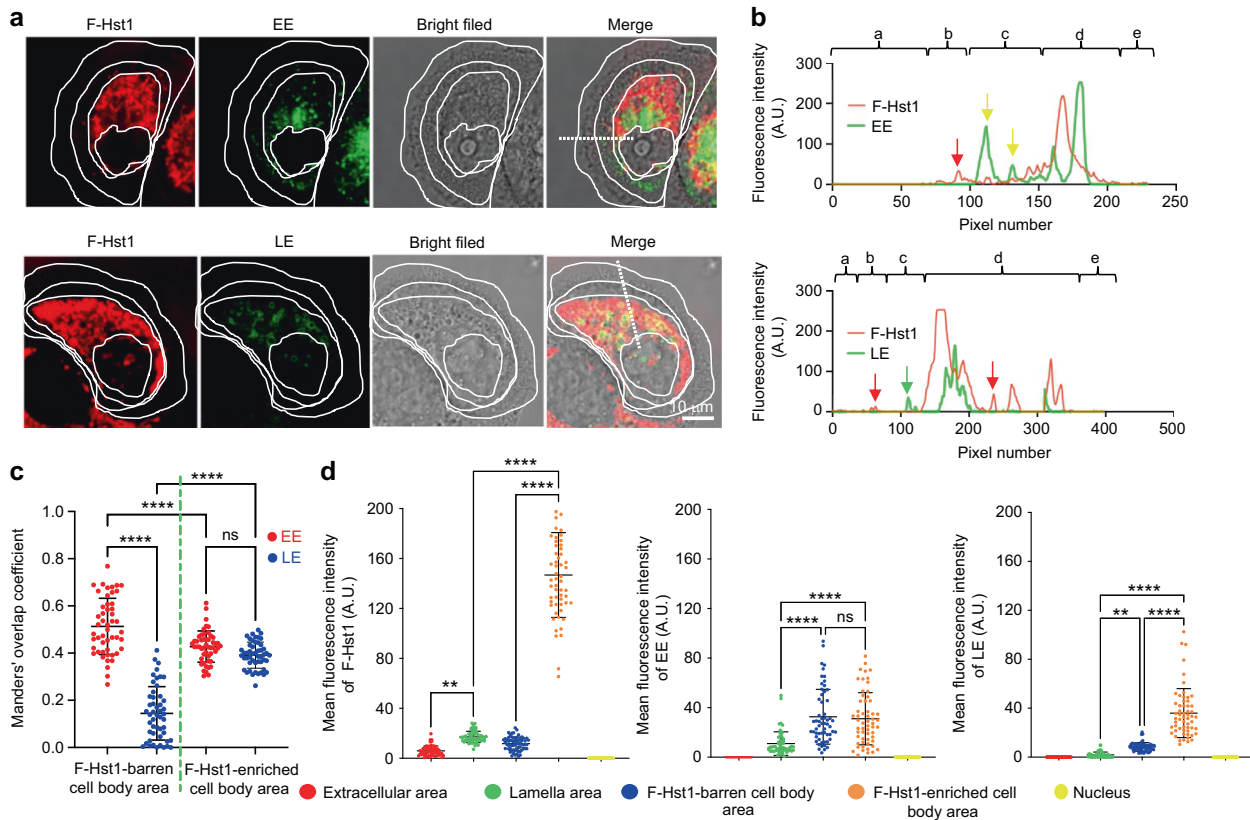 a
F-Hst1 EE Bright filed Merge
F-Hst1 LE Bright filed Merge
10 μm
b
a b c d e
300
200
100
0
Fluorescence intensity
(A.U.)
F-Hst1
EE
0 50 100 150 200 250
Pixel number
a b c d e
300
200
100
0
Fluorescence intensity
(A.U.)
F-Hst1
LE
0 100 200 300 400 500
Pixel number
c
Manders' overlap coefficient
1.0
0.8
0.6
0.4
0.2
0.0
****
****
****
ns
EE
LE
F-Hst1-barren
cell body area
F-Hst1-enriched
cell body area
d
Mean fluorescence intensity
of F-Hst1 (A.U.)
200
160
120
80
40
0
**
****
****
Mean fluorescence intensity
of EE (A.U.)
200
160
120
80
40
0
****
****
ns
Mean fluorescence intensity
of LE (A.U.)
200
160
120
80
40
0
****
**
****
Extracellular area
Lamella area
F-Hst1-barren cell body
area
F-Hst1-enriched cell
body area
Nucleus